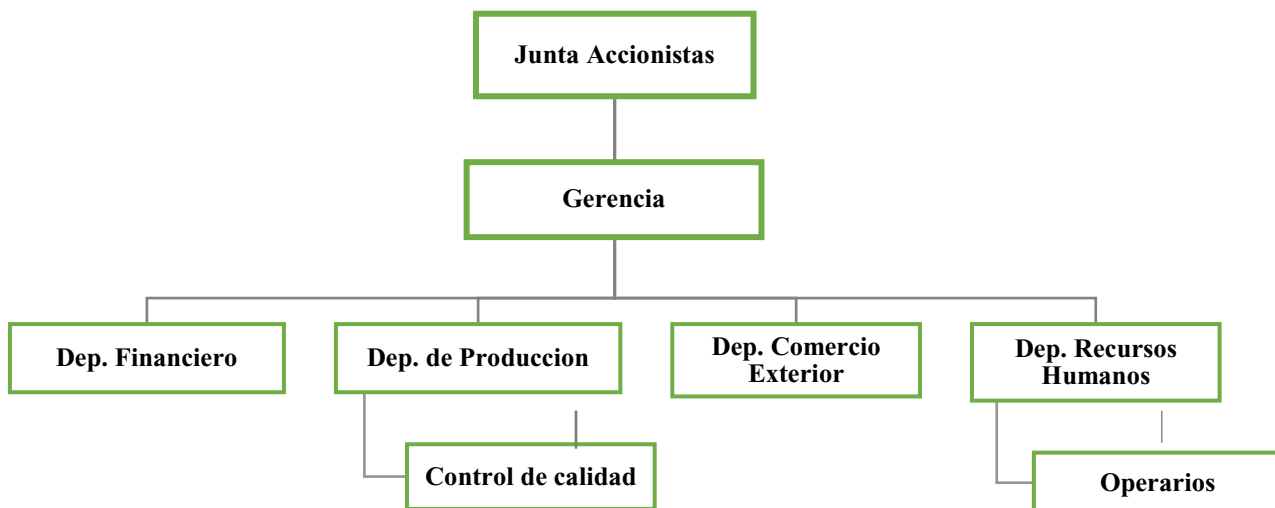 Junta Accionistas
Gerencia
Dep. Financiero
Dep. de Produccion
Dep. Comercio
Exterior
Dep. Recursos
Humanos
Control de calidad
Operarios